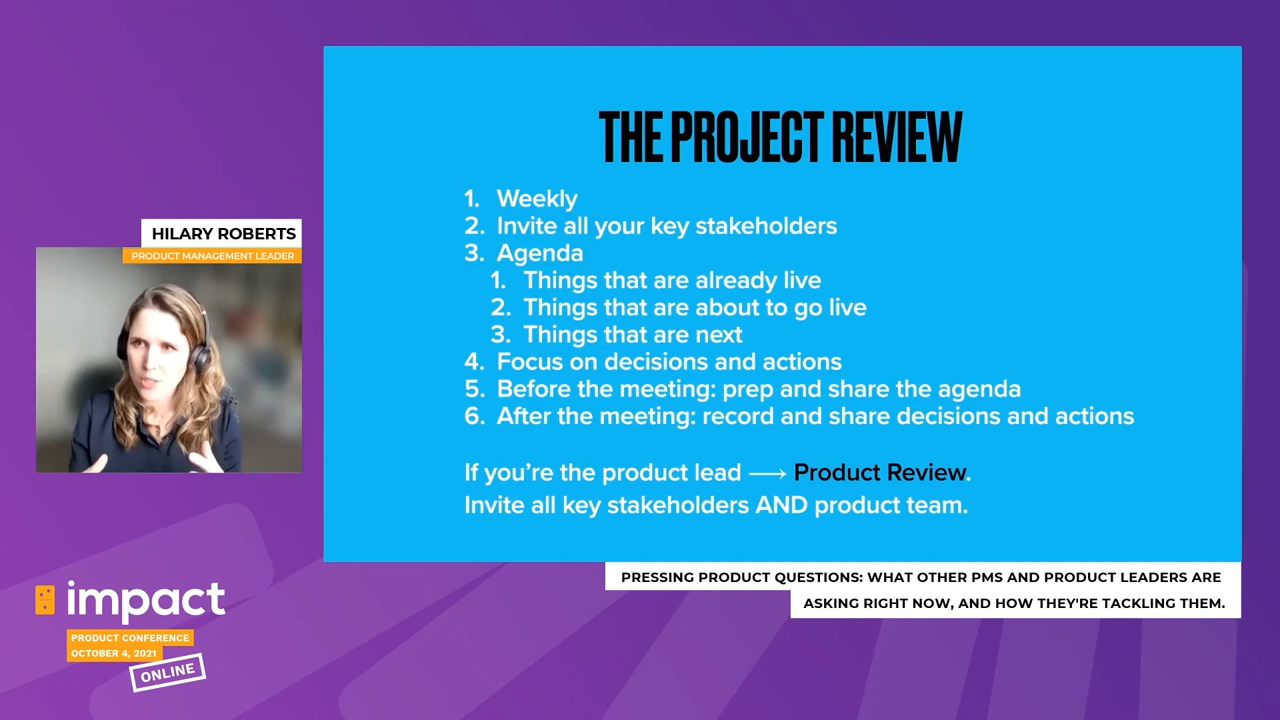 THE PROJECT REVIEW
1. Weekly
2. Invite all your key stakeholders
3. Agenda
1. Things that are already live
2. Things that are about to go live
3. Things that are next
4. Focus on decisions and actions
5. Before the meeting: prep and share the agenda
6. After the meeting: record and share decisions and actions
If you’re the product lead ⟶ Product Review.
Invite all key stakeholders AND product team.
HILARY ROBERTS
PRODUCT MANAGEMENT LEADER
PRESSING PRODUCT QUESTIONS: WHAT OTHER PMS AND PRODUCT LEADERS ARE
ASKING RIGHT NOW, AND HOW THEY'RE TACKLING THEM.
impact
PRODUCT CONFERENCE
OCTOBER 4, 2021
ONLINE